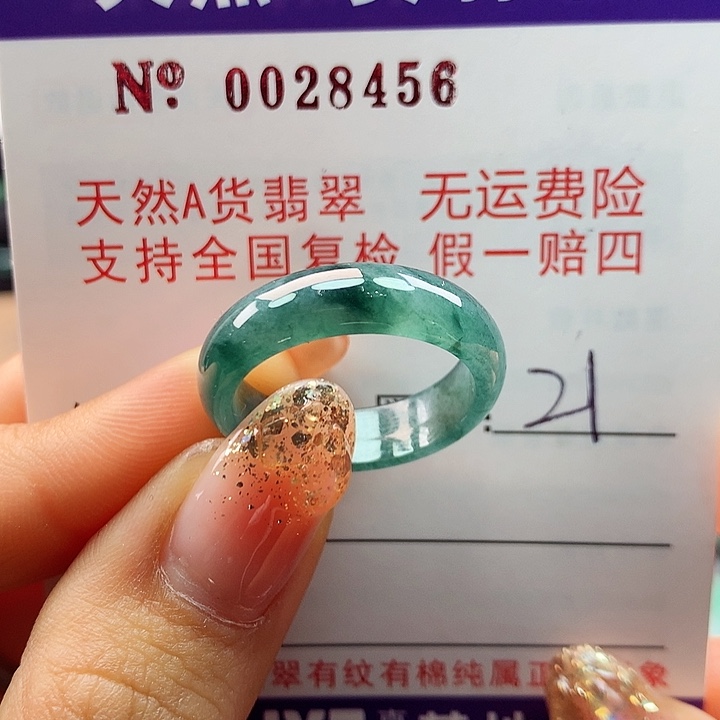 No. 0028456
天然A货翡翠 无运费险
支持全国复检 假一赔四
: 21
翠有纹有棉纯属正 象